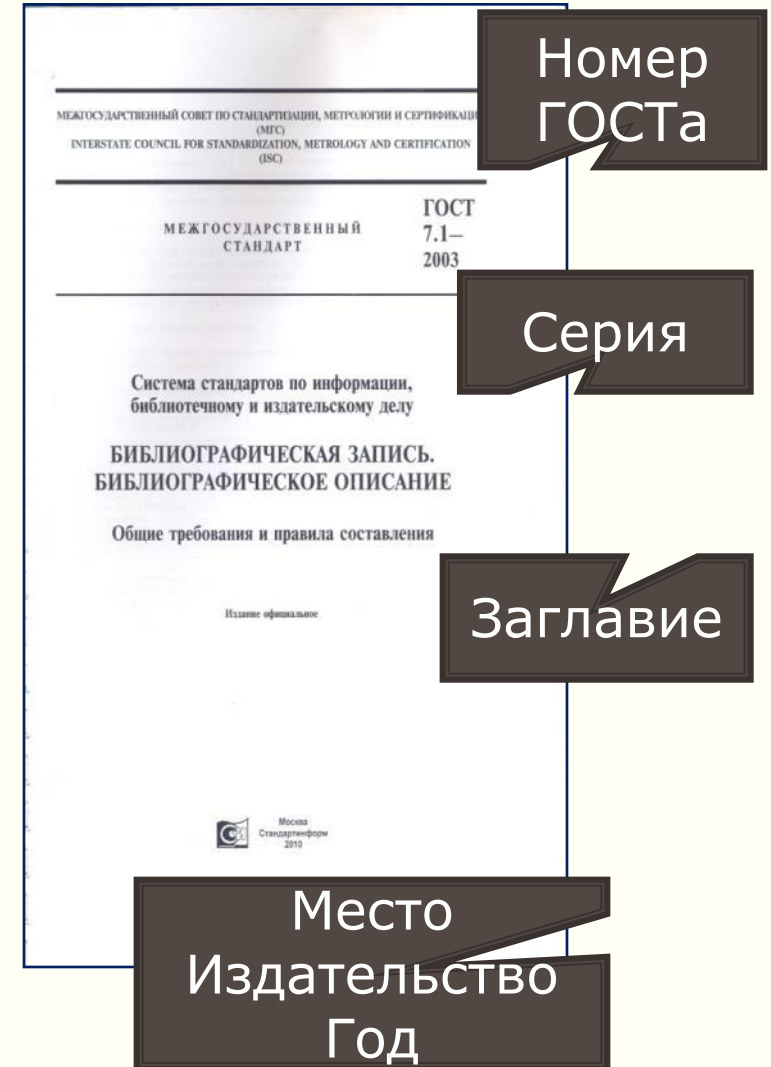 Номер
ГОСТа
МЕЖГОСУДАРСТВЕННЫЙ СОВЕТ ПО СТАНДАРТИЗАЦИИ, МЕТРОЛОГИИ И СЕРТИФИКАЦИ
(МГС)
INTERSTATE COUNCIL FOR STANDARDIZATION, METROLOGY AND CERTIFICATION
(ISC)
МЕЖГОСУДАРСТВЕННЫЙ
СТАНДАРТ
ГОСТ
7.1—
2003
Серия
Система стандартов по информации,
библиотечному и издательскому делу
БИБЛИОГРАФИЧЕСКАЯ ЗАПИСЬ.
БИБЛИОГРАФИЧЕСКОЕ ОПИСАНИЕ
Общие требования и правила составления
Заглавие
Издание официальное
Москва
Стандартинформ
2010
Место
Издательство
Год